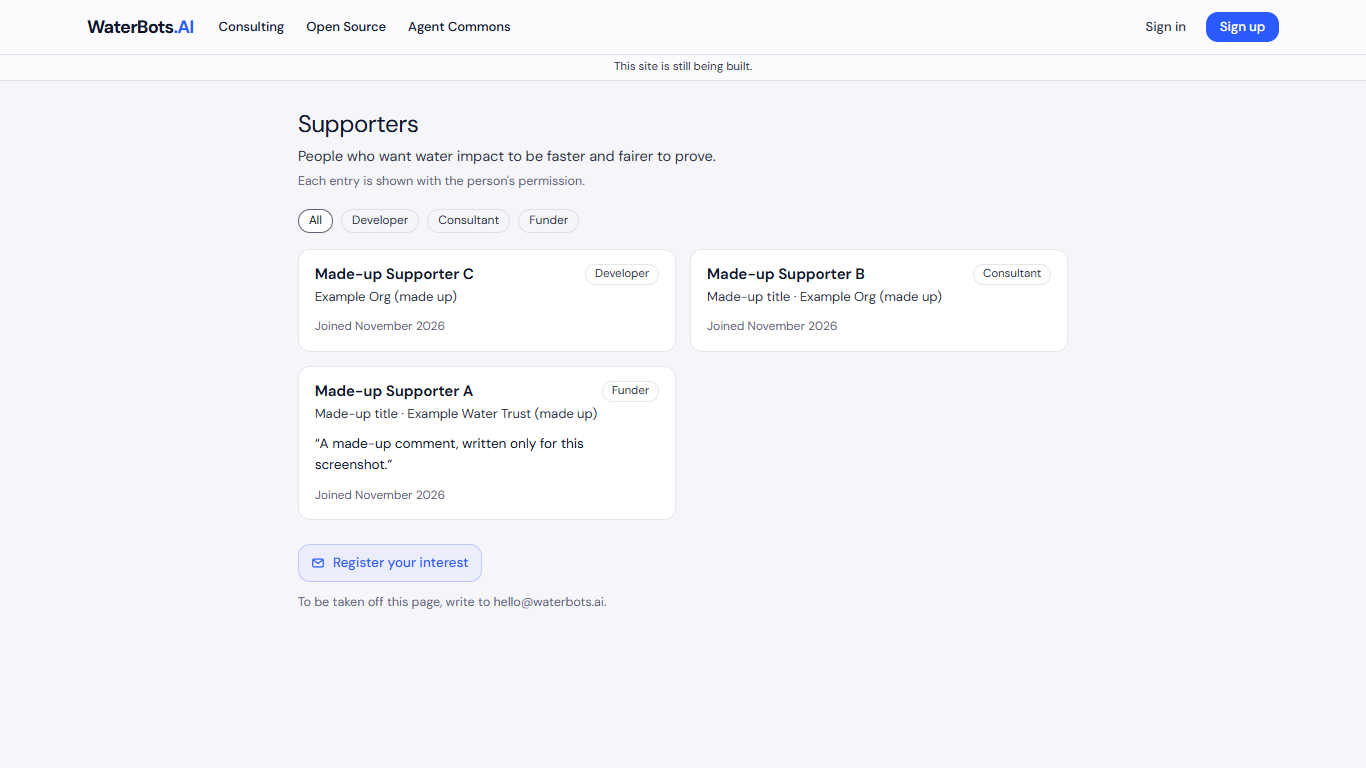 WaterBots.AI
Consulting
Open Source
Agent Commons
Sign in
Sign up
This site is still being built.
Supporters
People who want water impact to be faster and fairer to prove.
Each entry is shown with the person's permission.
All
Developer
Consultant
Funder
Made-up Supporter C
Developer
Example Org (made up)
Joined November 2026
Made-up Supporter B
Consultant
Made-up title · Example Org (made up)
Joined November 2026
Made-up Supporter A
Funder
Made-up title · Example Water Trust (made up)
“A made-up comment, written only for this
screenshot.”
Joined November 2026
Register your interest
To be taken off this page, write to hello@waterbots.ai.